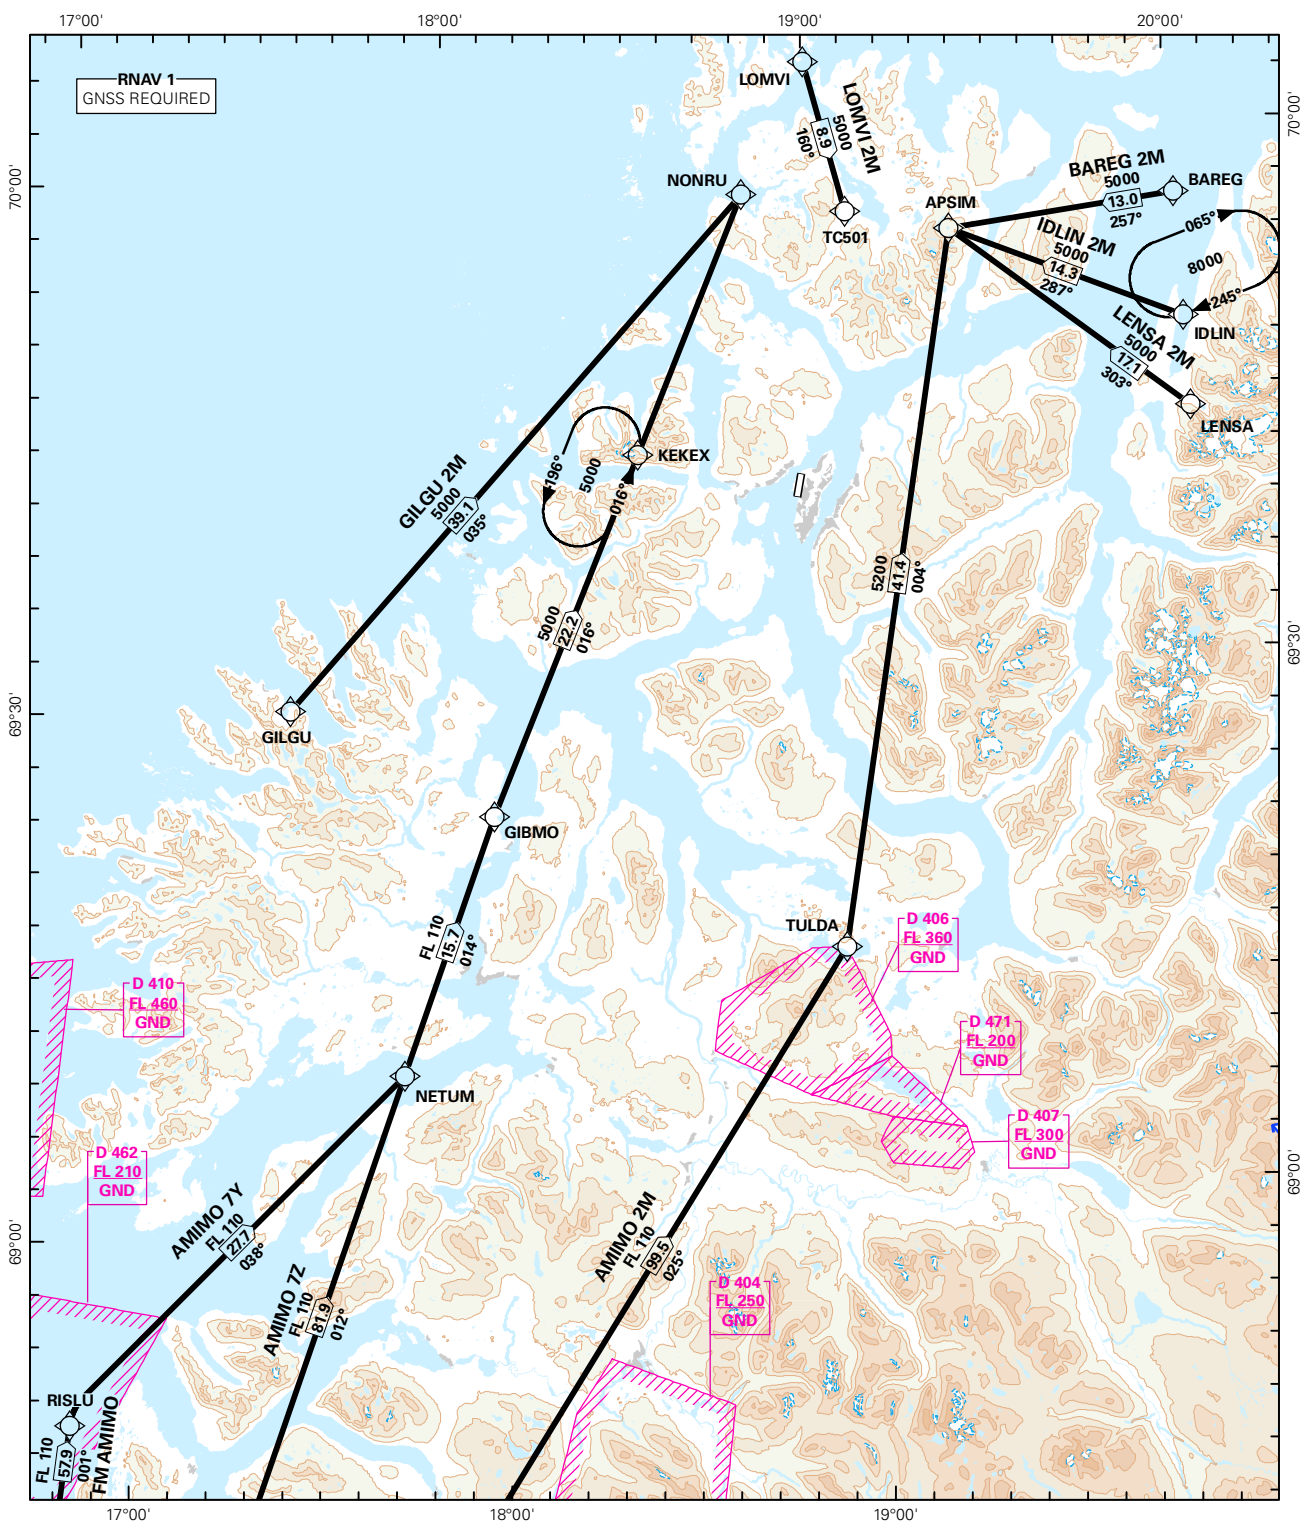 17°00'
18°00'
19°00'
20°00'
RNAV 1
GNSS REQUIRED
LOMVI
LOMVI 2M
5000
8.9
160°
70°00'
70°00'
NONRU
TC501
APSIM
BAREG 2M
5000
13.0
257°
BAREG
065°
8000
245°
IDLIN 2M
5000
14.3
287°
IDLIN
LENSA 2M
5000
17.1
303°
LENSA
KEKEX
196°
5000
016°
GILGU 2M
5000
39.1
035°
5200
41.4
004°
5000
22.2
016°
69°30'
69°30'
GILGU
GIBMO
FL 110
15.7
014°
TULDA
D 406
FL 360
GND
D 410
FL 460
GND
D 471
FL 200
GND
NETUM
D 407
FL 300
GND
D 462
FL 210
GND
69°00'
69°00'
AMIMO 7Y
FL 110
27.7
038°
AMIMO 7Z
FL 110
81.9
012°
AMIMO 2M
FL 110
99.5
025°
D 404
FL 250
GND
RISLU
FL 110
57.9
001°
FM AMIMO
17°00'
18°00'
19°00'